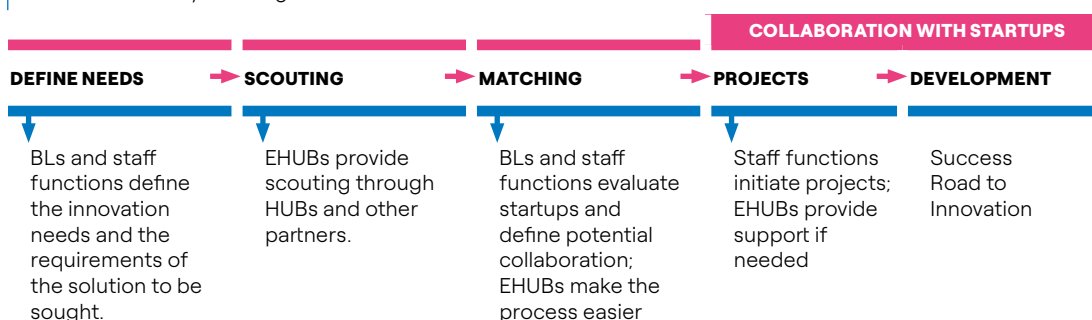 COLLABORATION WITH STARTUPS
DEFINE NEEDS
SCOUTING
MATCHING
PROJECTS
DEVELOPMENT
BLs and staff
functions define
the innovation
needs and the
requirements of
the solution to be
sought.
EHUBs provide
scouting through
HUBs and other
partners.
BLs and staff
functions evaluate
startups and
define potential
collaboration;
EHUBs make the
process easier
Staff functions
initiate projects;
EHUBs provide
support if
needed
Success
Road to
Innovation